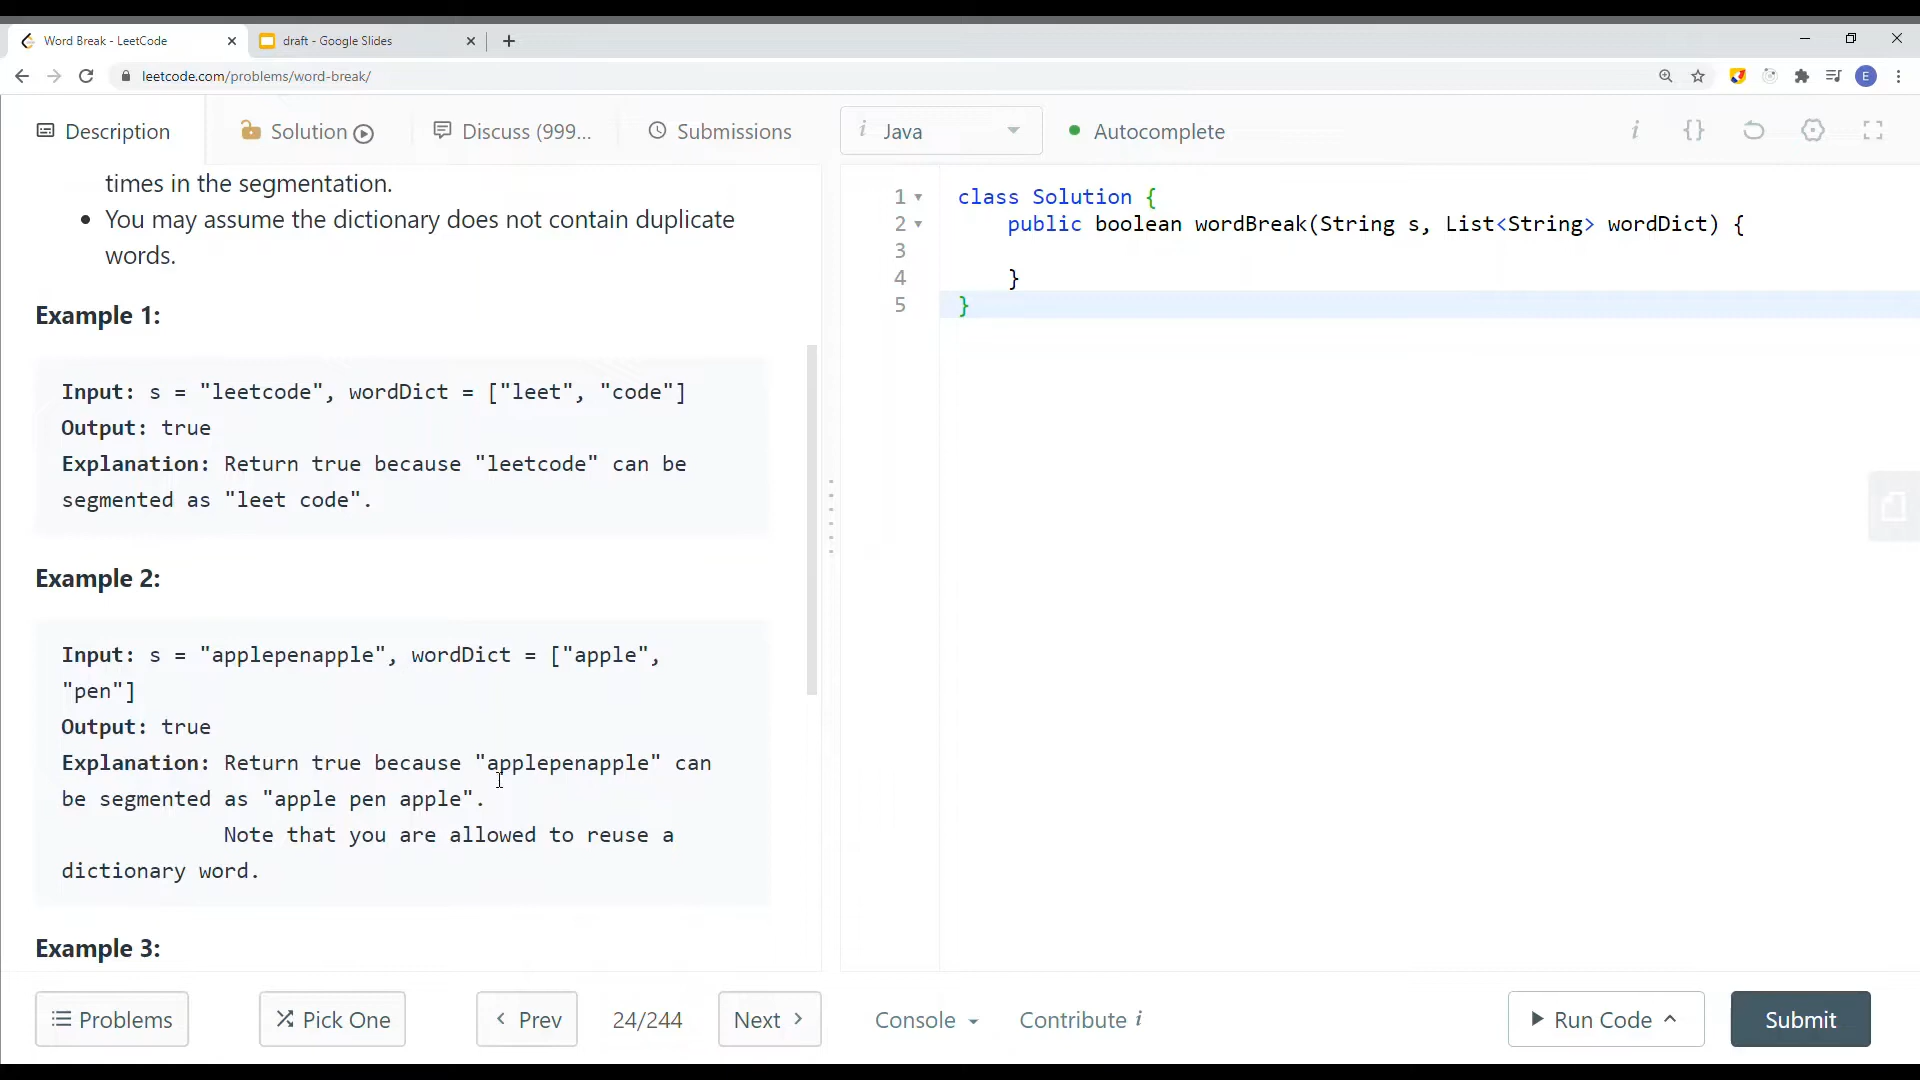 Word Break - LeetCode
draft - Google Slides
leetcode.com/problems/word-break/
E
Description
Solution
Discuss (999...
Submissions
i Java
Autocomplete
i {}
times in the segmentation.
• You may assume the dictionary does not contain duplicate
words.
Example 1:
Input: s = "leetcode", wordDict = ["leet", "code"]
Output: true
Explanation: Return true because "leetcode" can be
segmented as "leet code".
Example 2:
Input: s = "applepenapple", wordDict = ["apple",
"pen"]
Output: true
Explanation: Return true because "applepenapple" can
be segmented as "apple pen apple".
Note that you are allowed to reuse a
dictionary word.
Example 3:
1 class Solution {
2 public boolean wordBreak(String s, List<String> wordDict) {
3
4 }
5 }
Problems
Pick One
Prev
24/244
Next
Console
Contribute i
Run Code
Submit